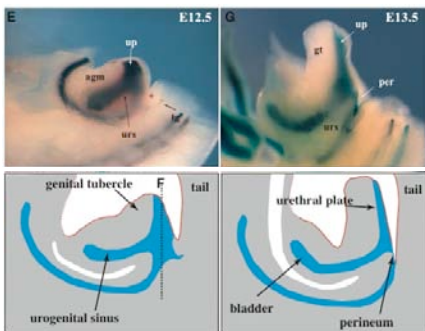 E
E12.5
up
agm
urs
G
E13.5
up
gt
per
urs
genital tubercle
F
tail
urogenital sinus
tail
urethral plate
bladder
perineum